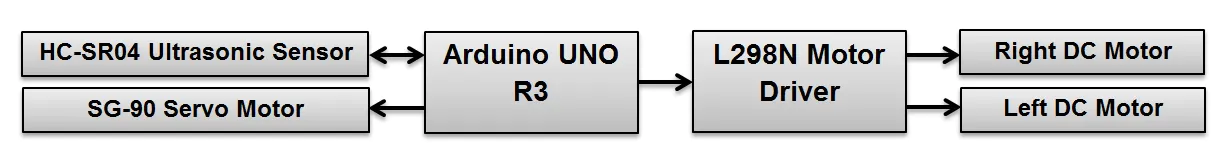 HC-SR04 Ultrasonic Sensor
SG-90 Servo Motor
Arduino UNO
R3
L298N Motor
Driver
Right DC Motor
Left DC Motor